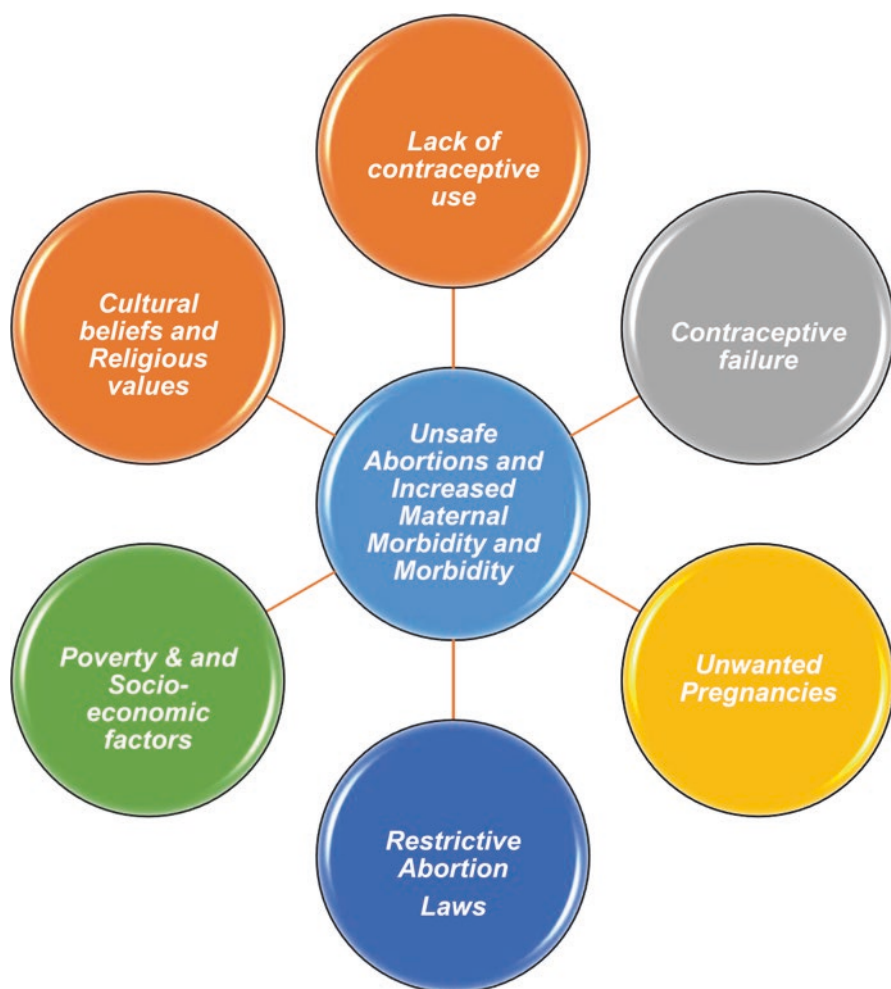 Lack of
contraceptive
use
Cultural
beliefs and
Religious
values
Contraceptive
failure
Unsafe
Abortions and
Increased
Maternal
Morbidity and
Morbidity
Poverty & and
Socio-
economic
factors
Unwanted
Pregnancies
Restrictive
Abortion
Laws